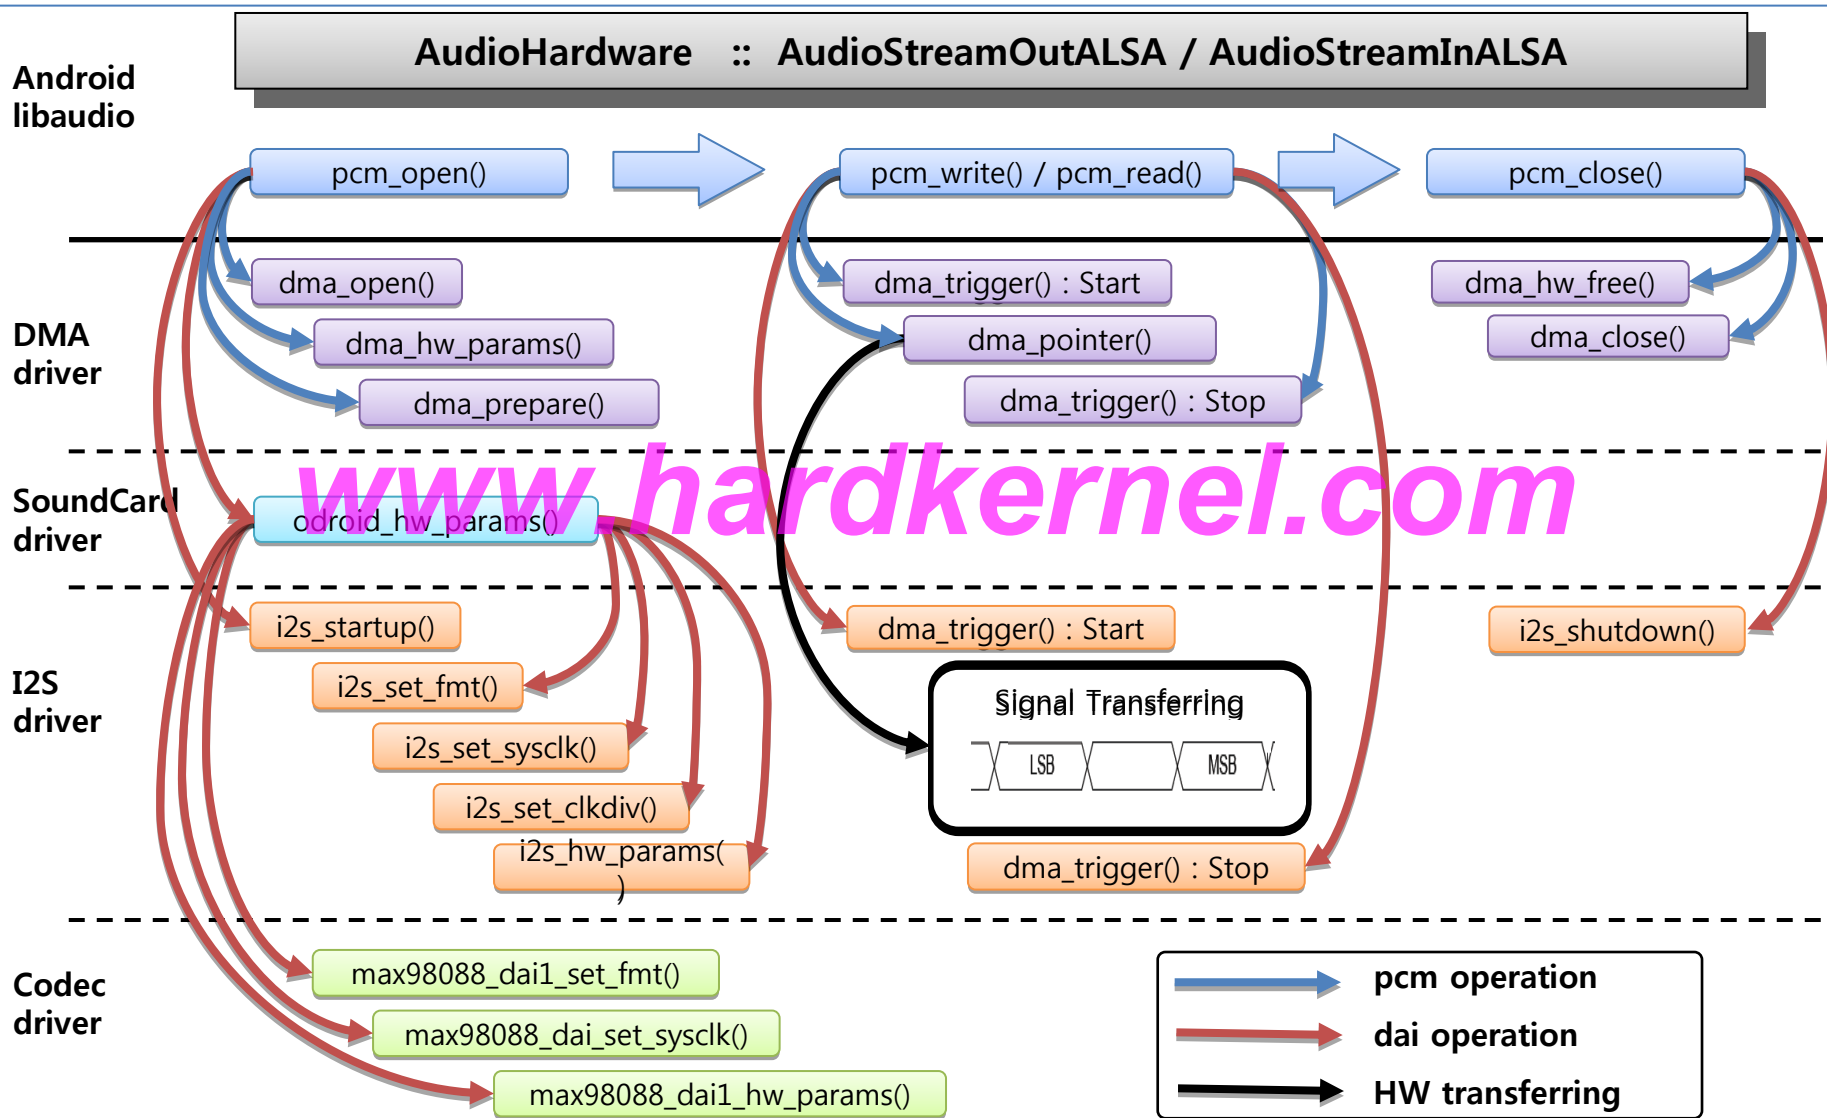 AudioHardware :: AudioStreamOutALSA / AudioStreamInALSA
Android
libaudio
pcm_open()
pcm_write() / pcm_read()
pcm_close()
DMA
driver
dma_open()
dma_hw_params()
dma_prepare()
dma_trigger() : Start
dma_pointer()
dma_trigger() : Stop
dma_hw_free()
dma_close()
www.hardkernel.com
SoundCard
driver
odroid_hw_params()
I2S
driver
i2s_startup()
i2s_set_fmt()
i2s_set_sysclk()
i2s_set_clkdiv()
i2s_hw_params(
)
dma_trigger() : Start
Signal Transferring
LSB
MSB
dma_trigger() : Stop
i2s_shutdown()
Codec
driver
max98088_dai1_set_fmt()
max98088_dai_set_sysclk()
max98088_dai1_hw_params()
pcm operation
dai operation
HW transferring